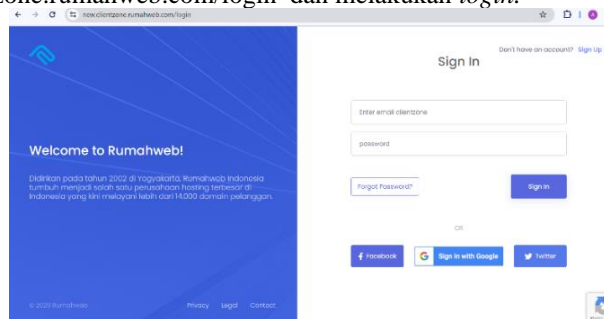 zone.rumahweb.com/login dan melakukan login.
new.clientzone.rumahweb.com/login
Don't have an account? Sign Up
Sign In
Enter email clientzone
password
Welcome to Rumahweb!
Didirikan pada tahun 2002 di Yogyakarta, Rumahweb Indonesia
tumbuh menjadi salah satu perusahaan hosting terbesar di
Indonesia yang kini melayani lebih dari 14.000 domain pelanggan.
Forgot Password?
Sign In
OR
Facebook
Sign in with Google
Twitter
Rumahweb
Privacy Legal Contact